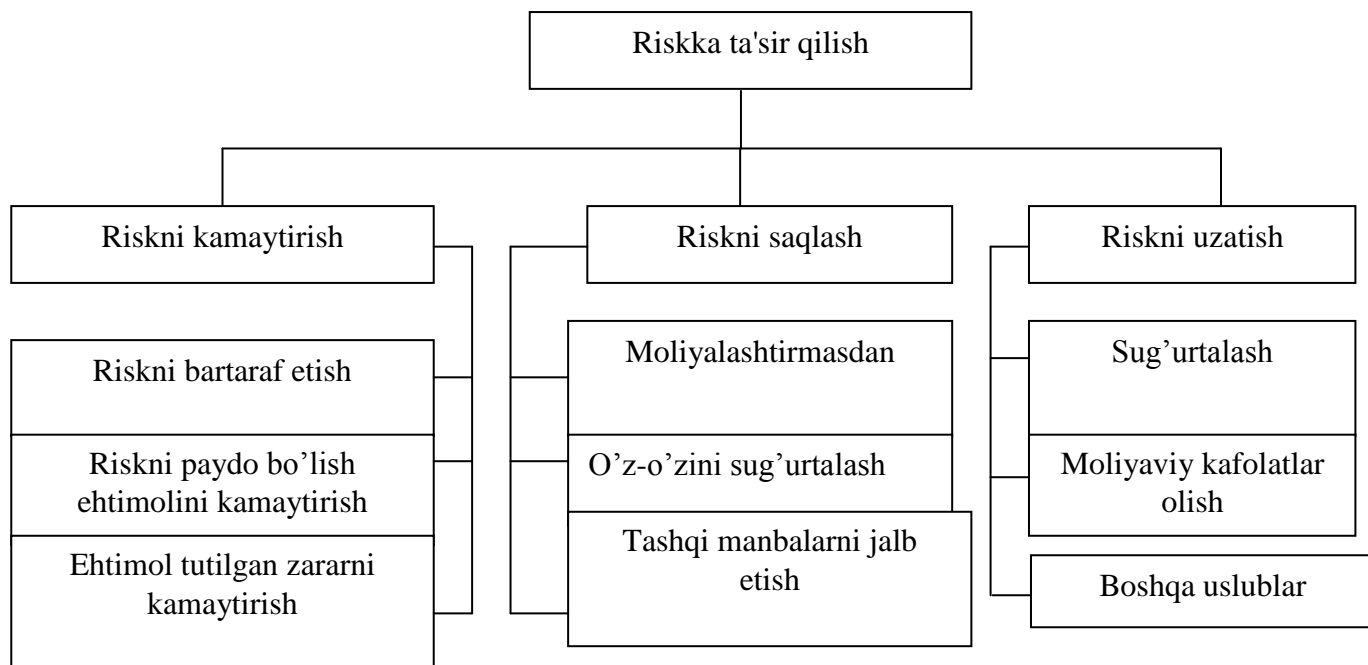 Riskka ta'sir qilish
Riskni kamaytirish
Riskni saqlash
Riskni uzatish
Riskni bartaraf etish
Riskni paydo bo’lish
ehtimolini kamaytirish
Ehtimol tutilgan zararni
kamaytirish
Moliyalashtirmasdan
O’z-o’zini sug’urtalash
Tashqi manbalarni jalb
etish
Sug’urtalash
Moliyaviy kafolatlar
olish
Boshqa uslublar